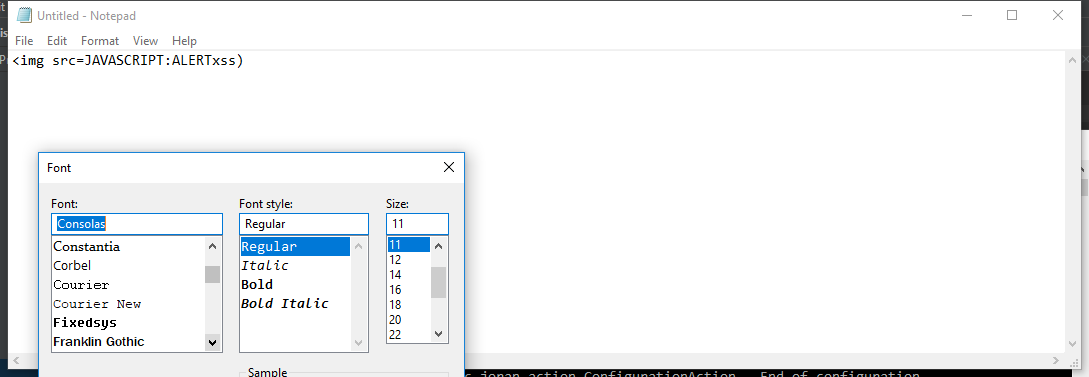 Untitled - Notepad
File Edit Format View Help
<img src=JAVASCRIPT:ALERTxss)
Font
Font: Font style: Size:
Consolas Regular 11
Constantia Regular 11
Corbel Italic 12
Courier Bold 14
Courier New Bold Italic 16
Fixedsys 18
Franklin Gothic 20
22
Sample
jonan.action.ConfigurationAction - End of configuration